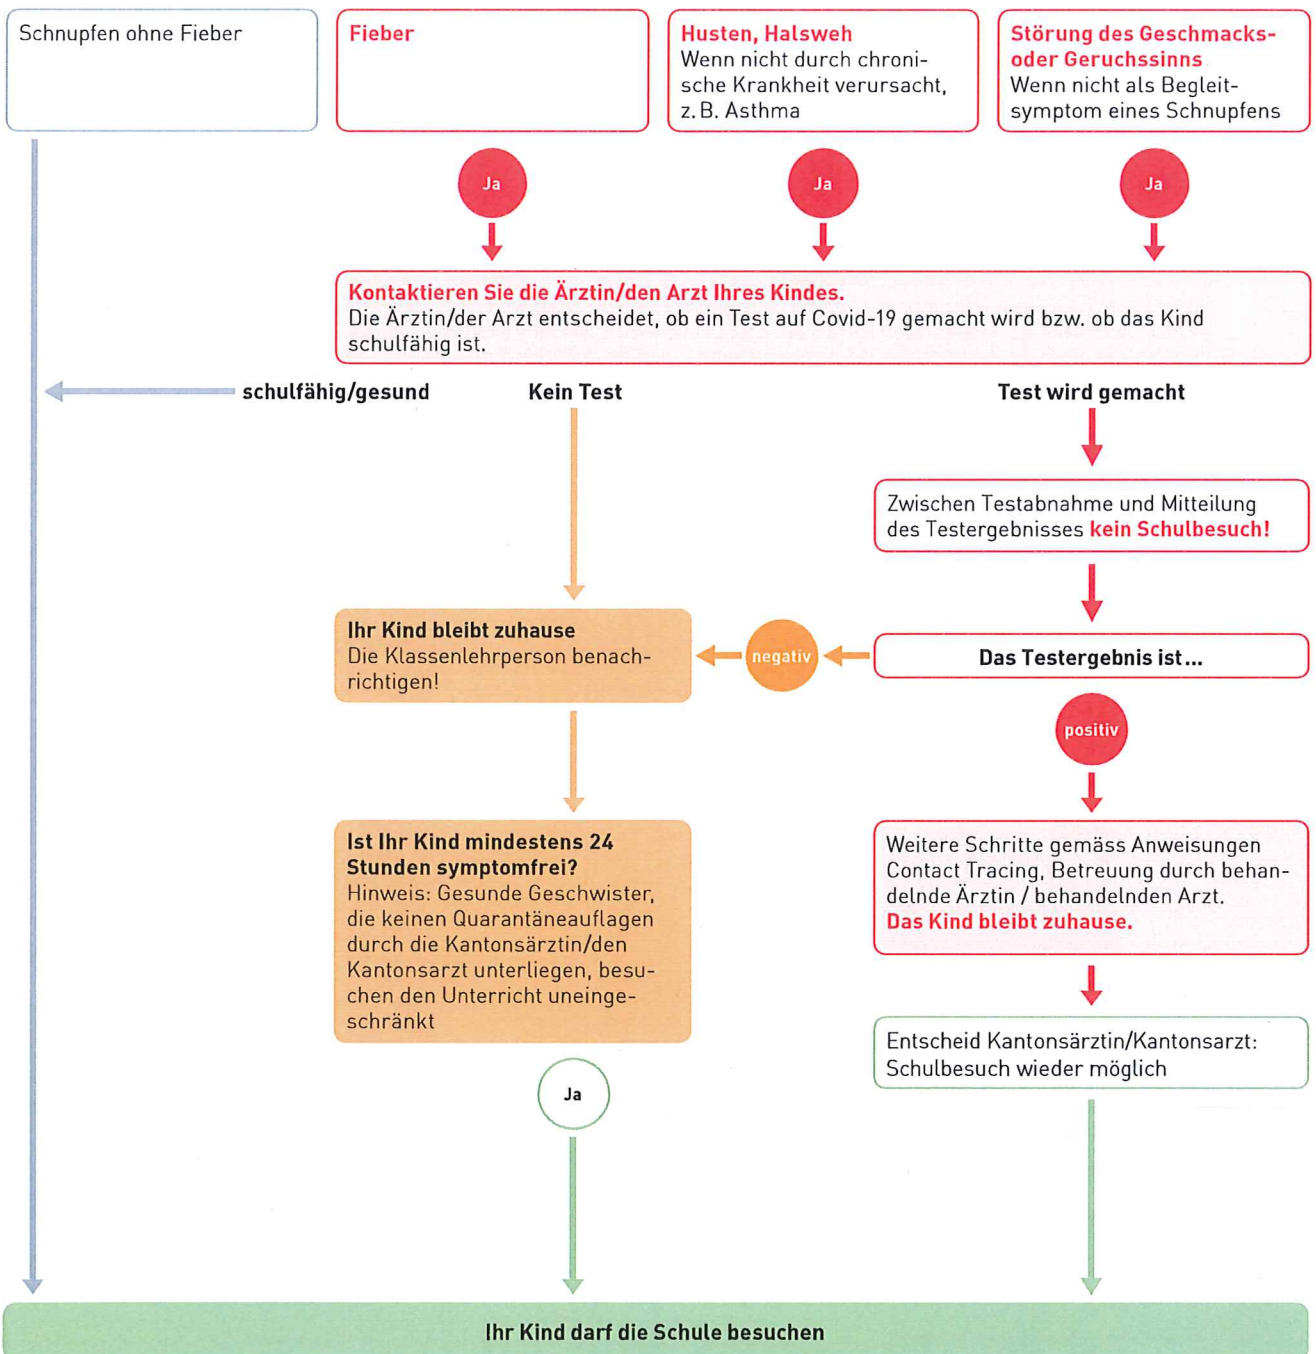 Schnupfen ohne Fieber
Fieber
Husten, Halsweh
Wenn nicht durch chroni-
sche Krankheit verursacht,
z. B. Asthma
Störung des Geschmacks-
oder Geruchssinns
Wenn nicht als Begleit-
symptom eines Schnupfens
Ja
Ja
Ja
Kontaktieren Sie die Ärztin/den Arzt Ihres Kindes.
Die Ärztin/der Arzt entscheidet, ob ein Test auf Covid-19 gemacht wird bzw. ob das Kind
schulfähig ist.
schulfähig/gesund
Kein Test
Test wird gemacht
Zwischen Testabnahme und Mitteilung
des Testergebnisses kein Schulbesuch!
Ihr Kind bleibt zuhause
Die Klassenlehrperson benach-
richtigen!
negativ
Das Testergebnis ist ...
positiv
Ist Ihr Kind mindestens 24
Stunden symptomfrei?
Hinweis: Gesunde Geschwister,
die keinen Quarantäneauflagen
durch die Kantonsärztin/den
Kantonsarzt unterliegen, besu-
chen den Unterricht uneinge-
schränkt
Weitere Schritte gemäss Anweisungen
Contact Tracing, Betreuung durch behan-
delnde Ärztin / behandelnden Arzt.
Das Kind bleibt zuhause.
Entscheid Kantonsärztin/Kantonsarzt:
Schulbesuch wieder möglich
Ja
Ihr Kind darf die Schule besuchen